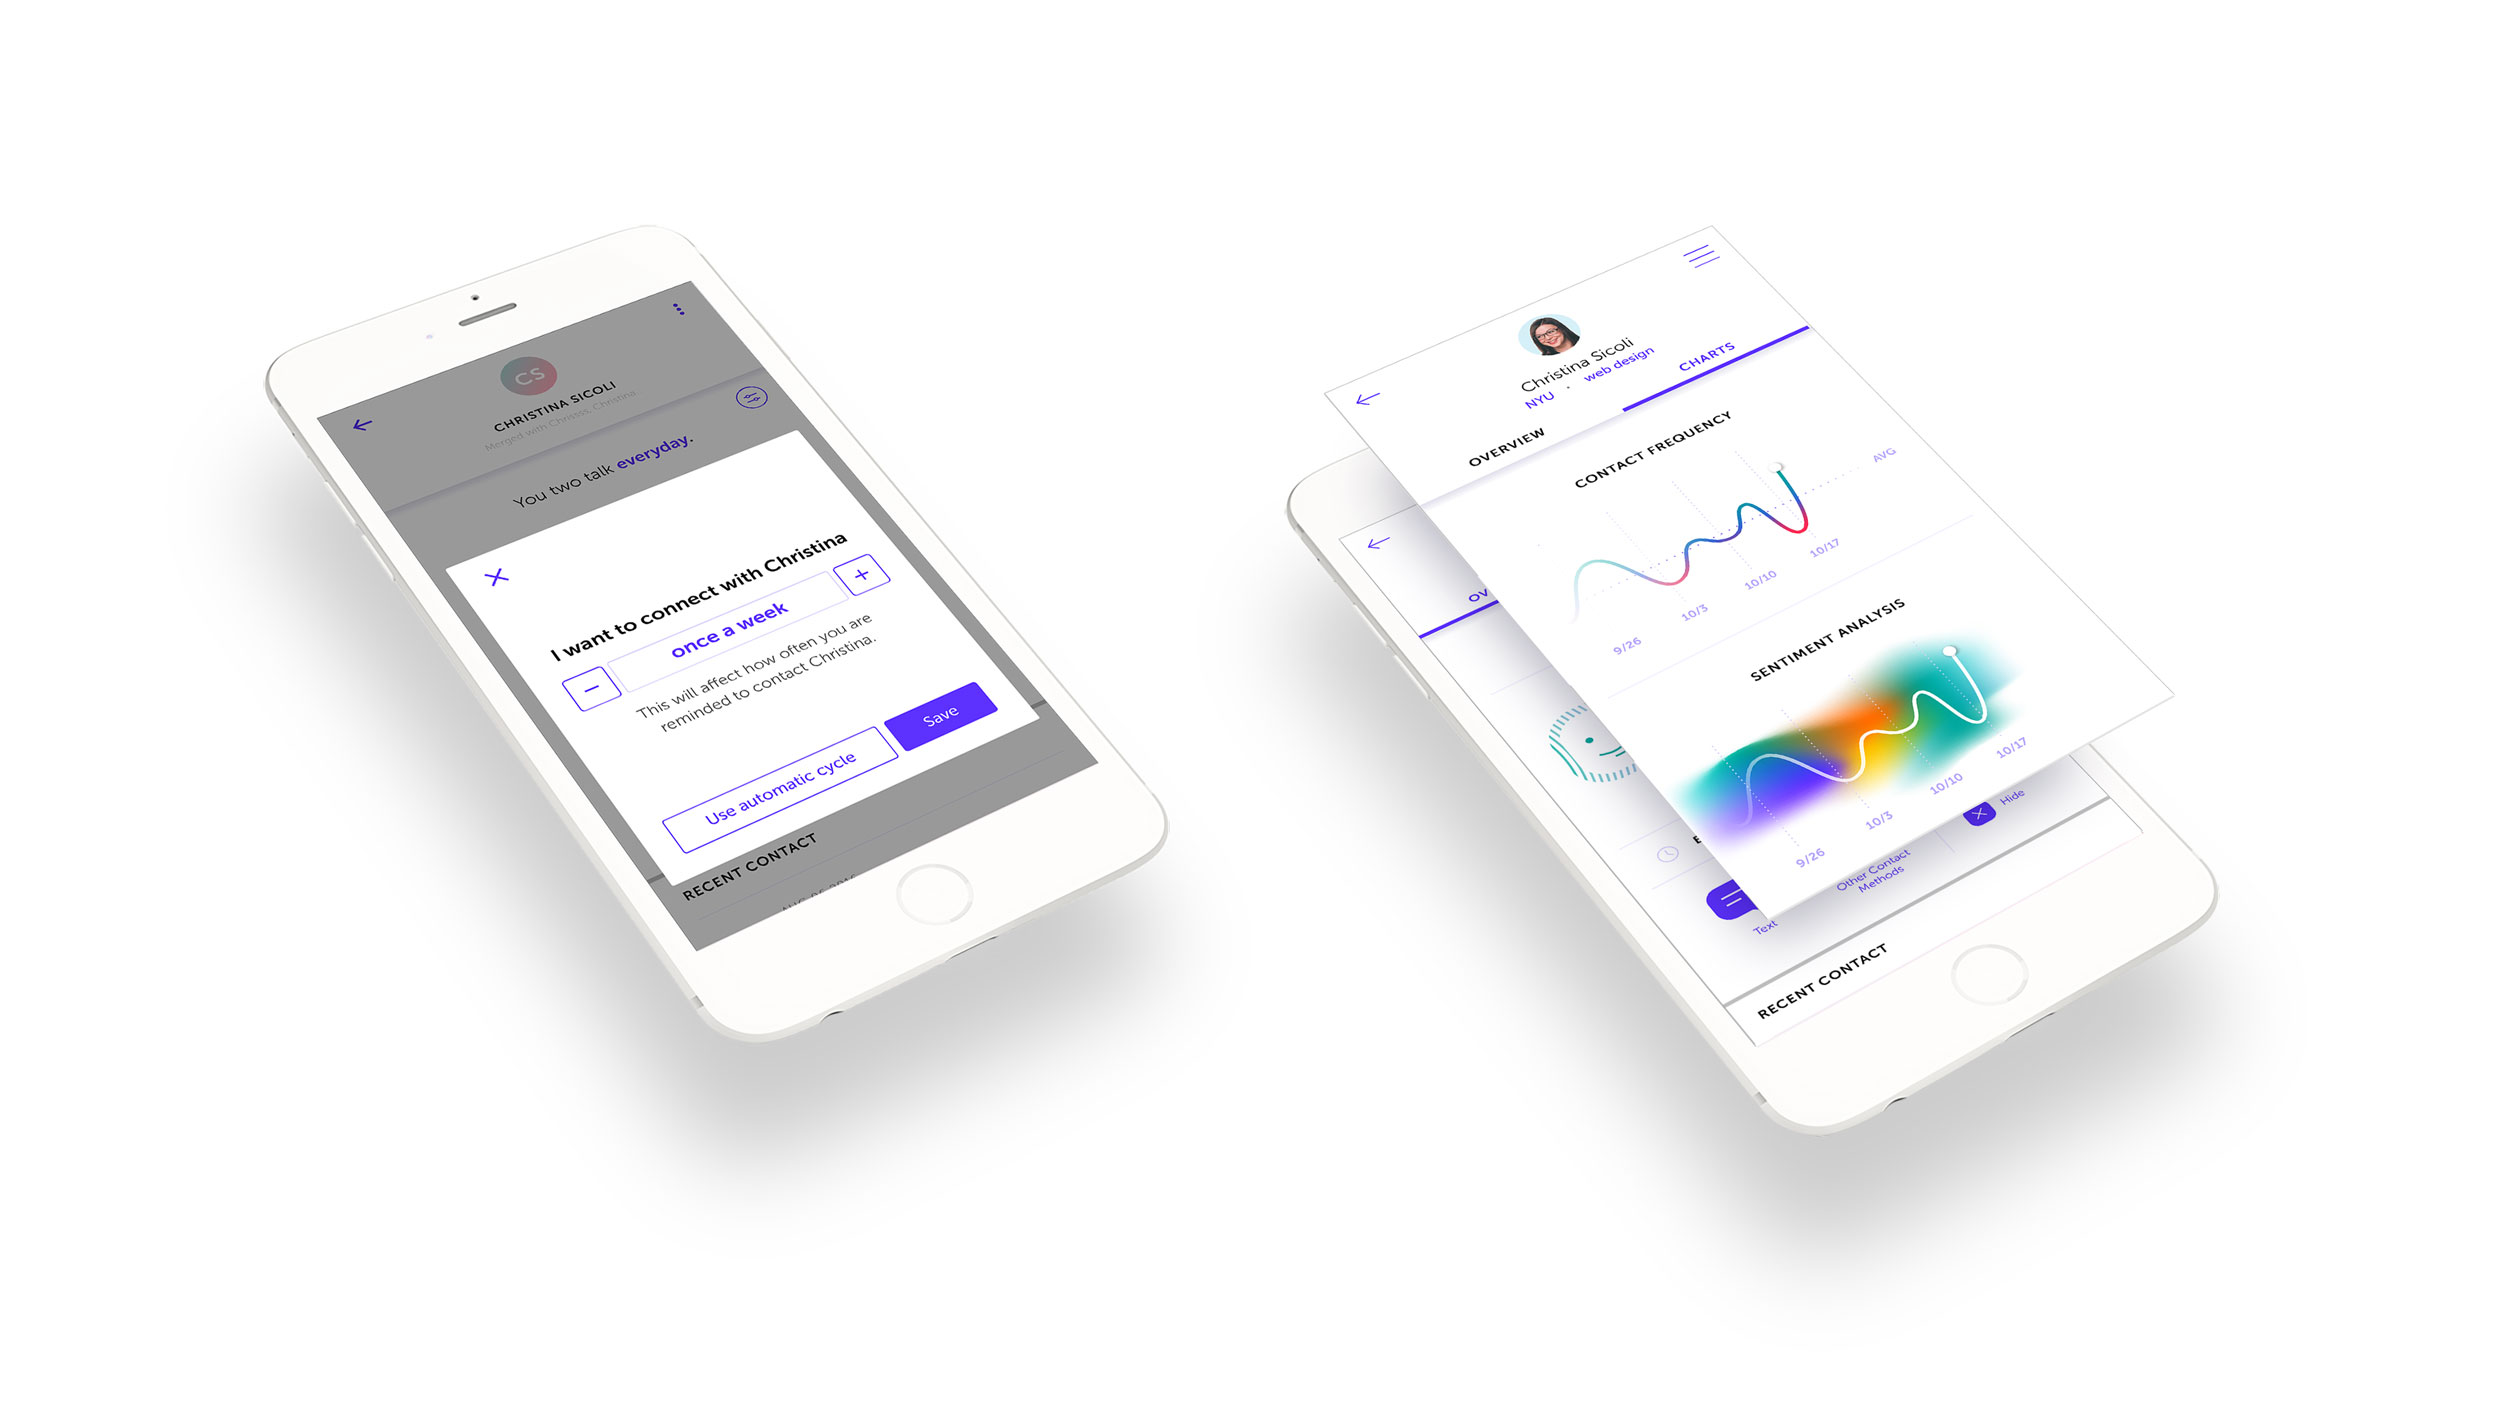 CS
CHRISTINA SICOLI
Merged with Chrissss, Christina
You two talk everyday.
I want to connect with Christina
once a week
This will affect how often you are
reminded to contact Christina.
Use automatic cycle
Save
RECENT CONTACT
Christina Sicoli
NYU • web design
OVERVIEW
CHARTS
CONTACT FREQUENCY
AVG
9/26
10/3
10/10
10/17
SENTIMENT ANALYSIS
9/26
10/3
10/10
10/17
OV
Text
Other Contact
Methods
Hide
RECENT CONTACT